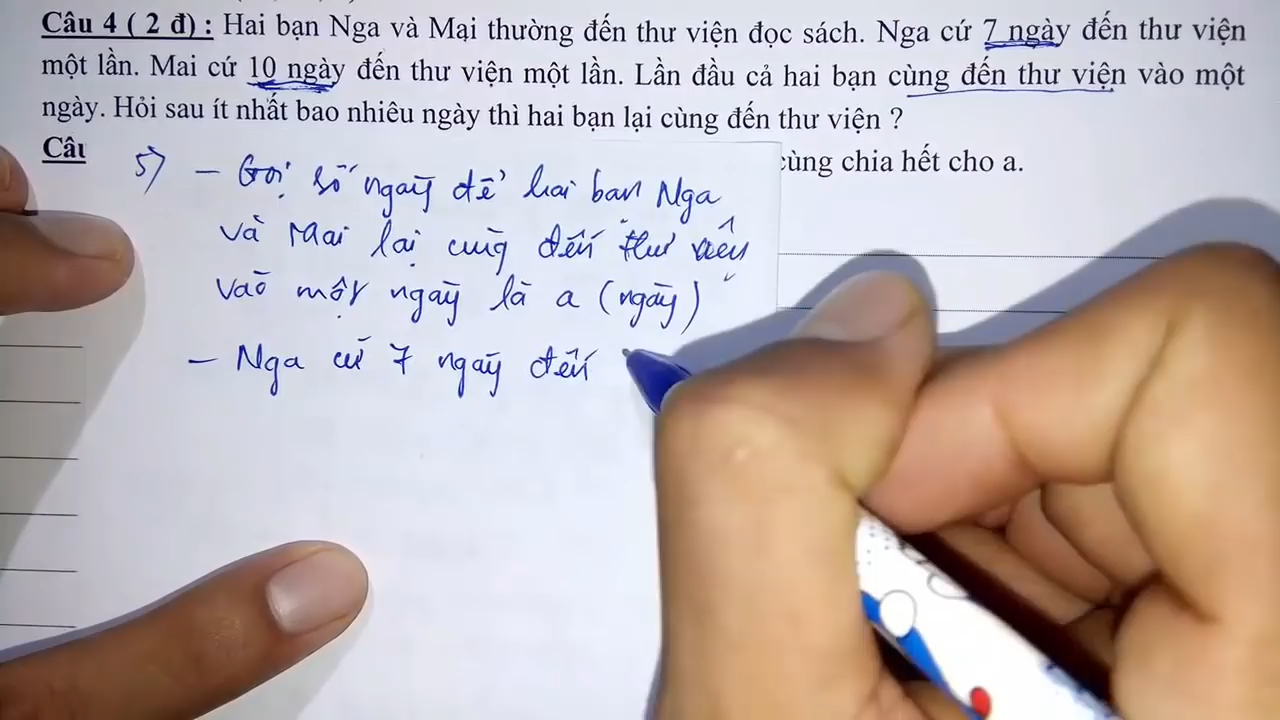 Câu 4 ( 2 đ) : Hai bạn Nga và Mại thường đến thư viện đọc sách. Nga cứ 7 ngày đến thư viện
một lần. Mai cứ 10 ngày đến thư viện một lần. Lần đầu cả hai bạn cùng đến thư viện vào một
ngày. Hỏi sau ít nhất bao nhiêu ngày thì hai bạn lại cùng đến thư viện ?
Câu
cùng chia hết cho a.
5) - Gọi số ngày để hai bạn Nga
và Mai lại cùng đến thư viện
vào một ngày là a (ngày)
- Nga cứ 7 ngày đến